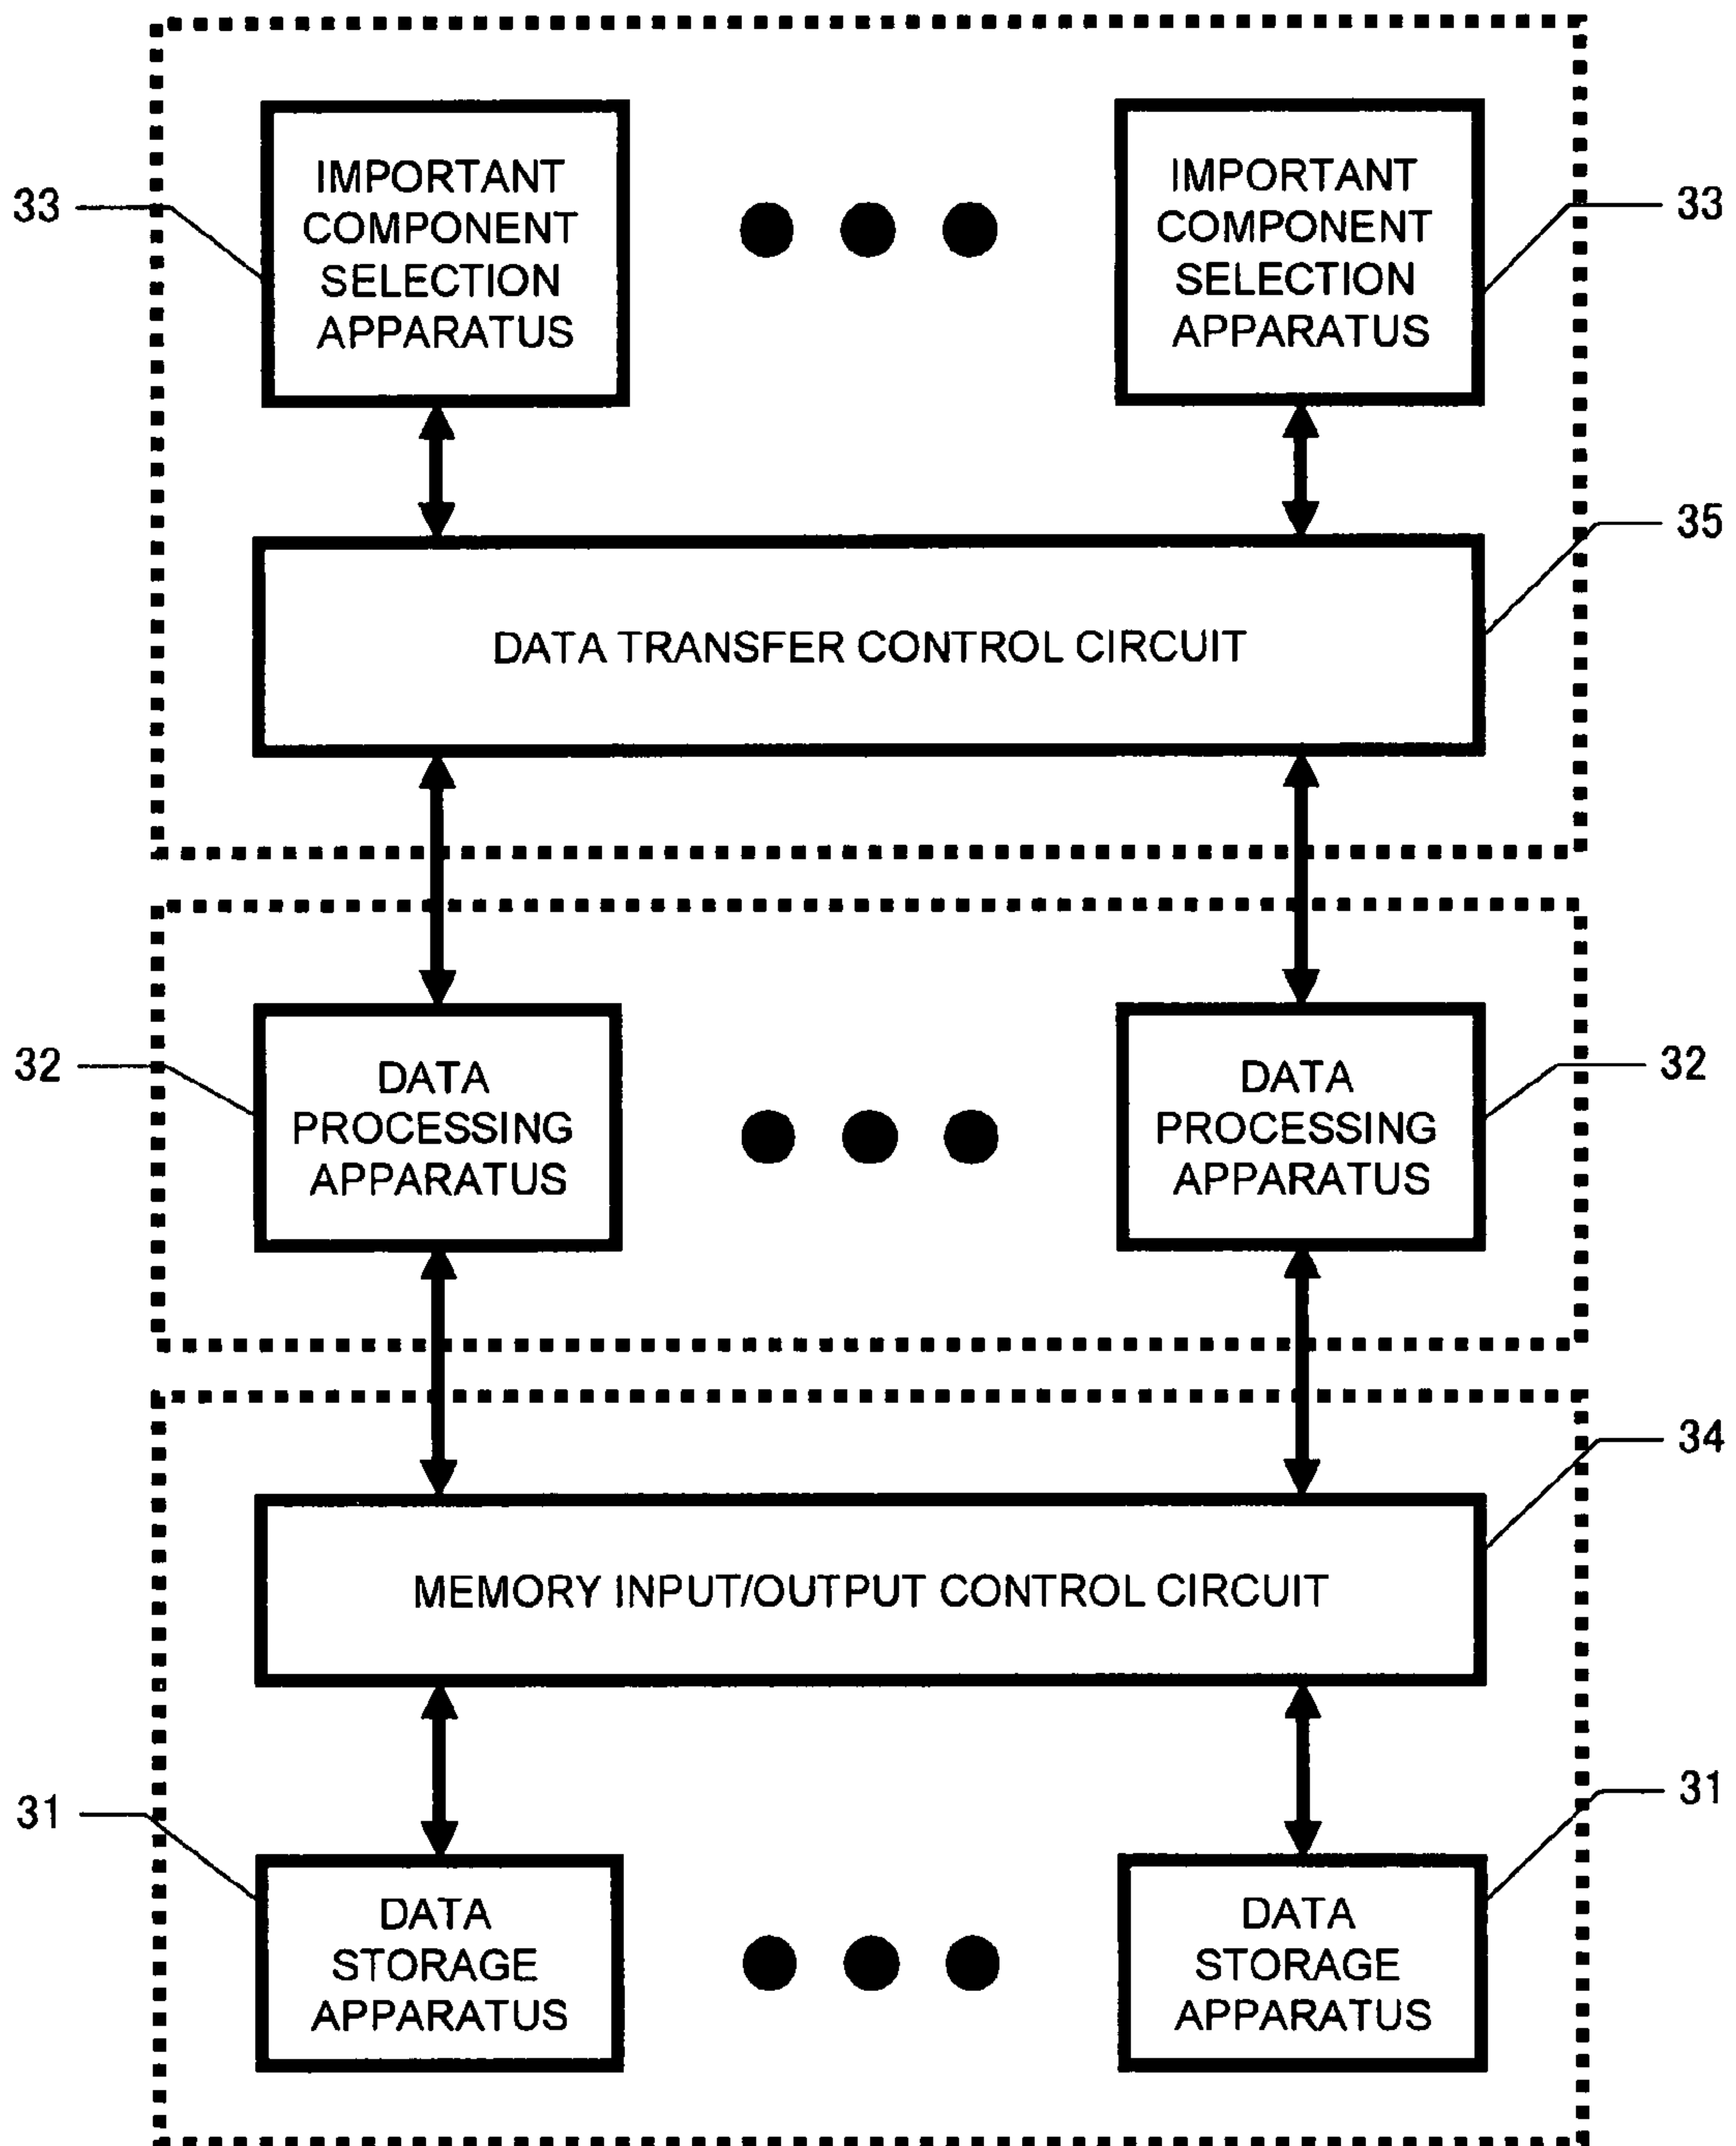 IMPORTANT
COMPONENT
SELECTION
APPARATUS
IMPORTANT
COMPONENT
SELECTION
APPARATUS
33
33
35
DATA TRANSFER CONTROL CIRCUIT
32
DATA
PROCESSING
APPARATUS
DATA
PROCESSING
APPARATUS
32
34
MEMORY INPUT/OUTPUT CONTROL CIRCUIT
31
DATA
STORAGE
APPARATUS
DATA
STORAGE
APPARATUS
31